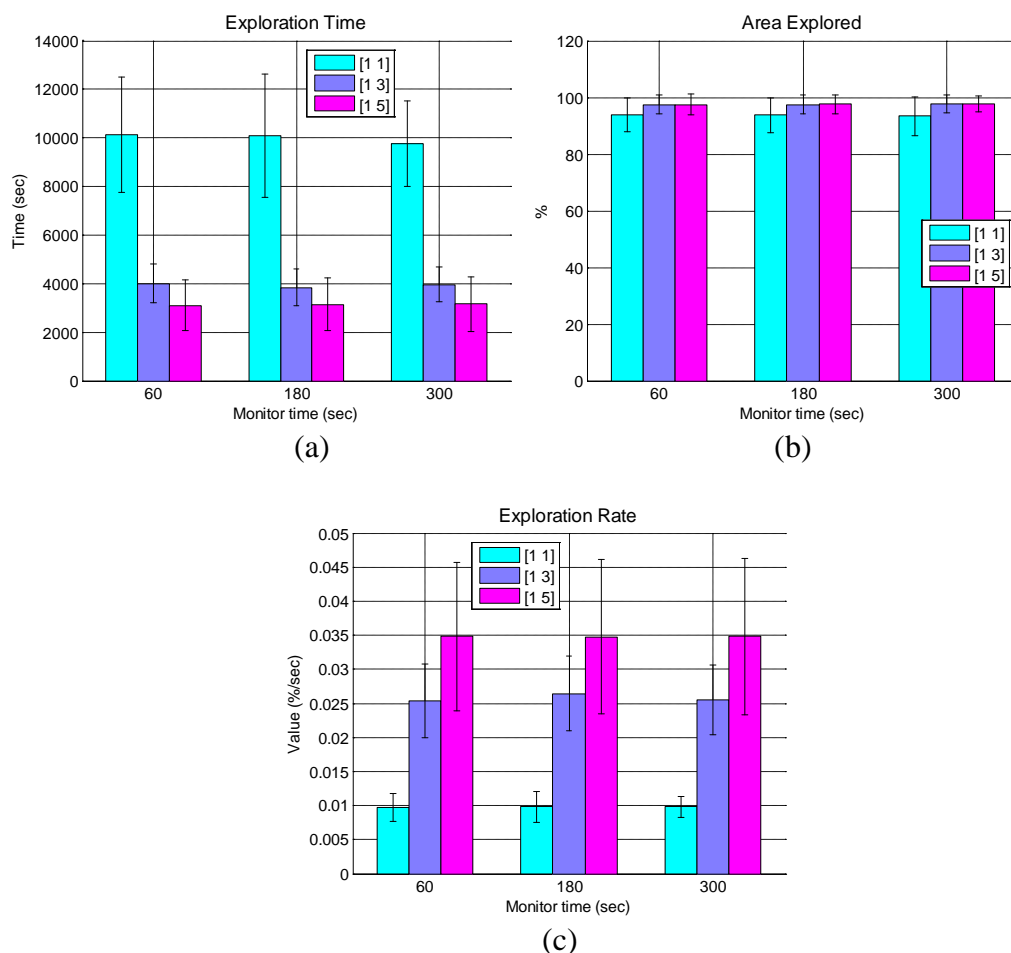 Exploration Time
14000
12000
10000
8000
6000
4000
2000
0
Time (sec)
[1 1]
[1 3]
[1 5]
60 180 300
Monitor time (sec)
(a)
Area Explored
120
100
80
60
40
20
0
%
[1 1]
[1 3]
[1 5]
60 180 300
Monitor time (sec)
(b)
Exploration Rate
0.05
0.045
0.04
0.035
0.03
0.025
0.02
0.015
0.01
0.005
0
Value (%/sec)
[1 1]
[1 3]
[1 5]
60 180 300
Monitor time (sec)
(c)